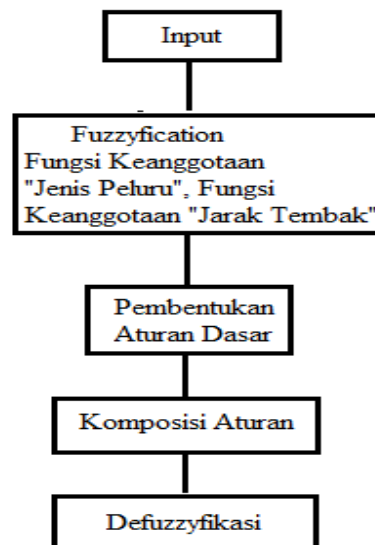 Input
Fuzzyfication
Fungsi Keanggotaan
"Jenis Peluru", Fungsi
Keanggotaan "Jarak Tembak"
Pembentukan
Aturan Dasar
Komposisi Aturan
Defuzzyfikasi